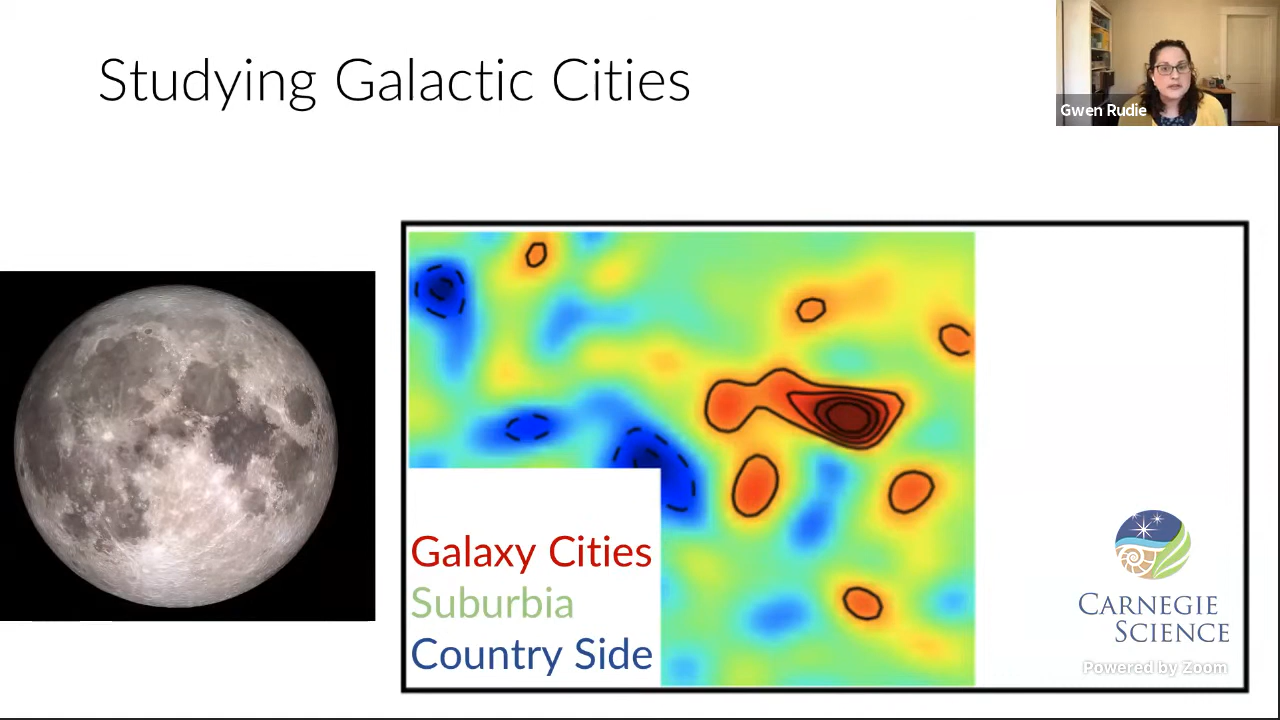 Studying Galactic Cities
Gwen Rudie
Galaxy Cities
Suburbia
Country Side
CARNEGIE
SCIENCE
Powered by Zoom